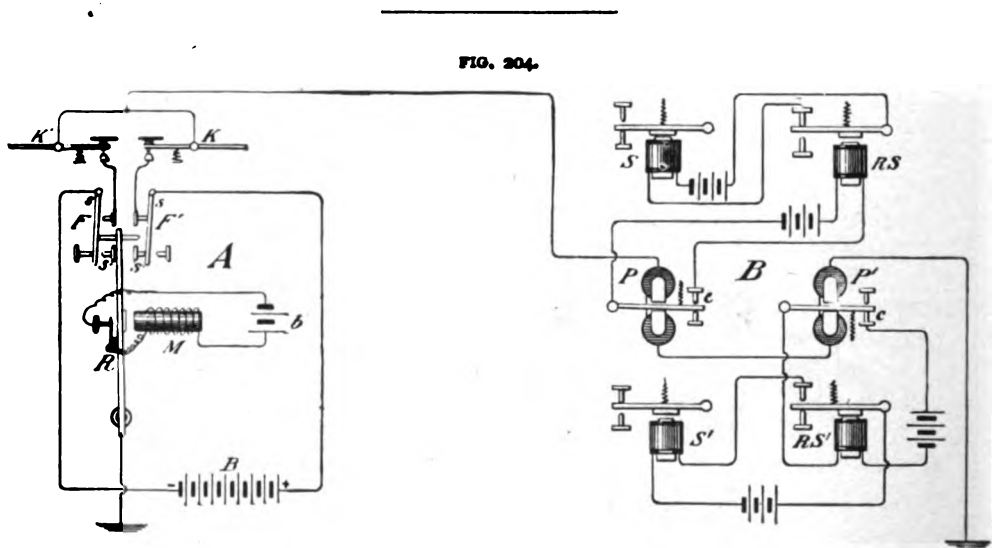 FIG. 204.
K' K
S RS
s s
F F'
s' s'
A
P B P'
c c
b
M
R
S' RS'
B
- +